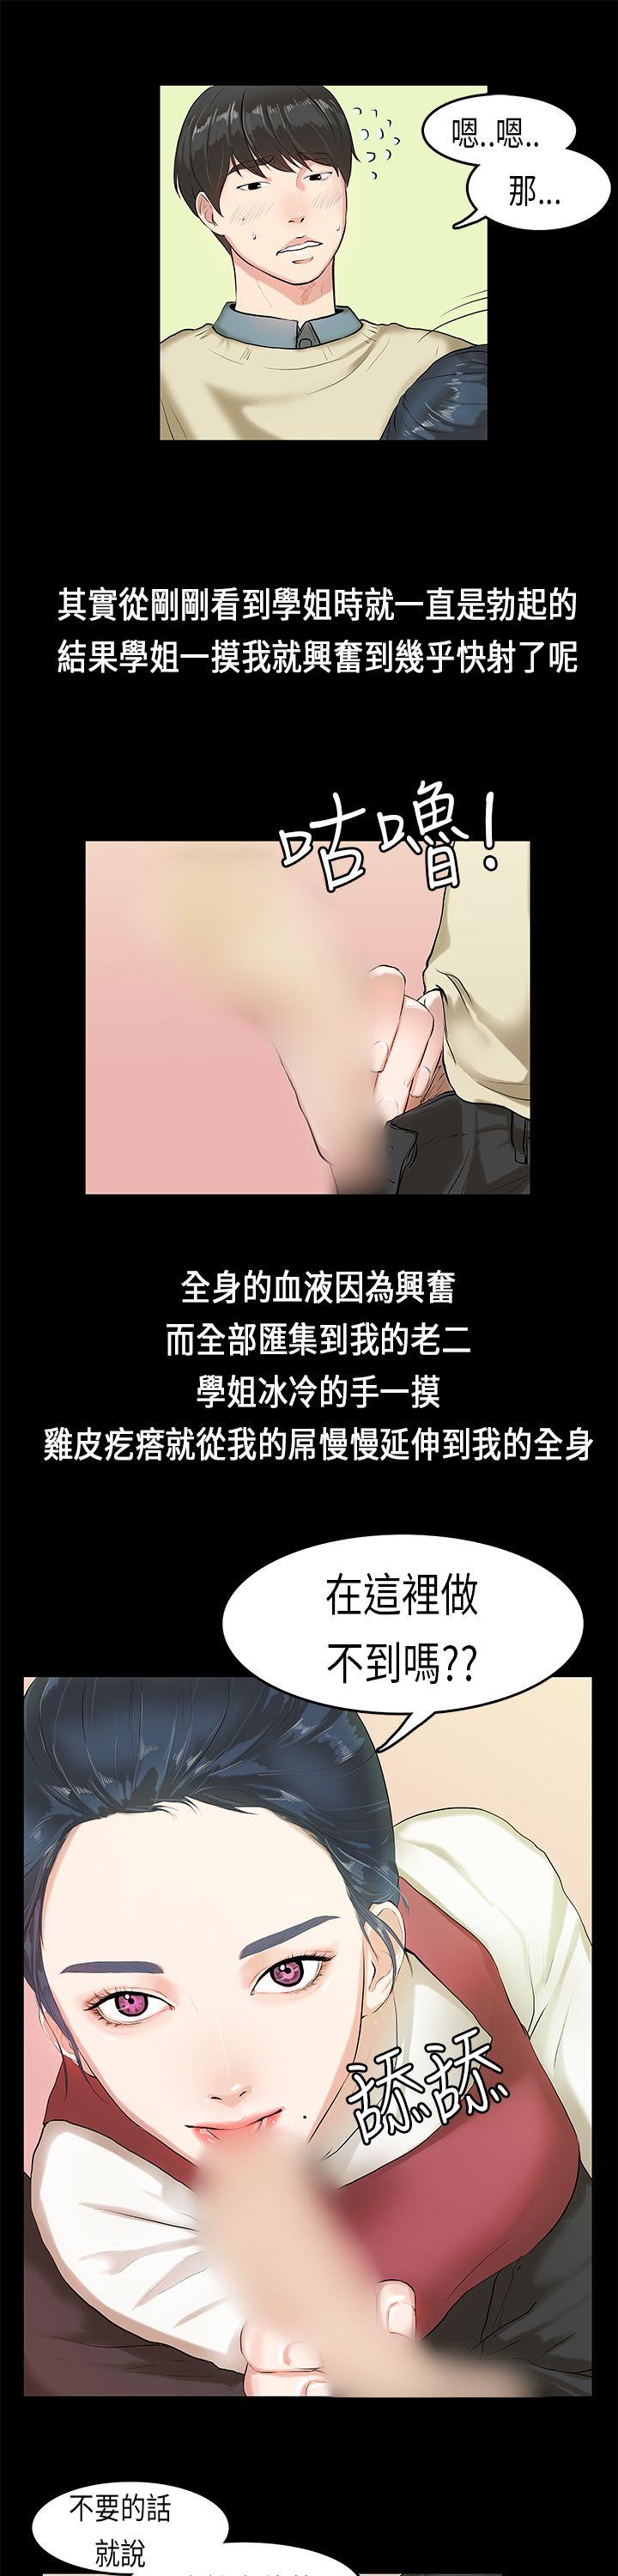 嗯..嗯..
那...
其實從剛剛看到學姐時就一直是勃起的
結果學姐一摸我就興奮到幾乎快射了呢
咕嚕!
全身的血液因為興奮
而全部匯集到我的老二
學姐冰冷的手一摸
雞皮疙瘩就從我的屌慢慢延伸到我的全身
在這裡做
不到嗎??
舔舔
不要的話
就說